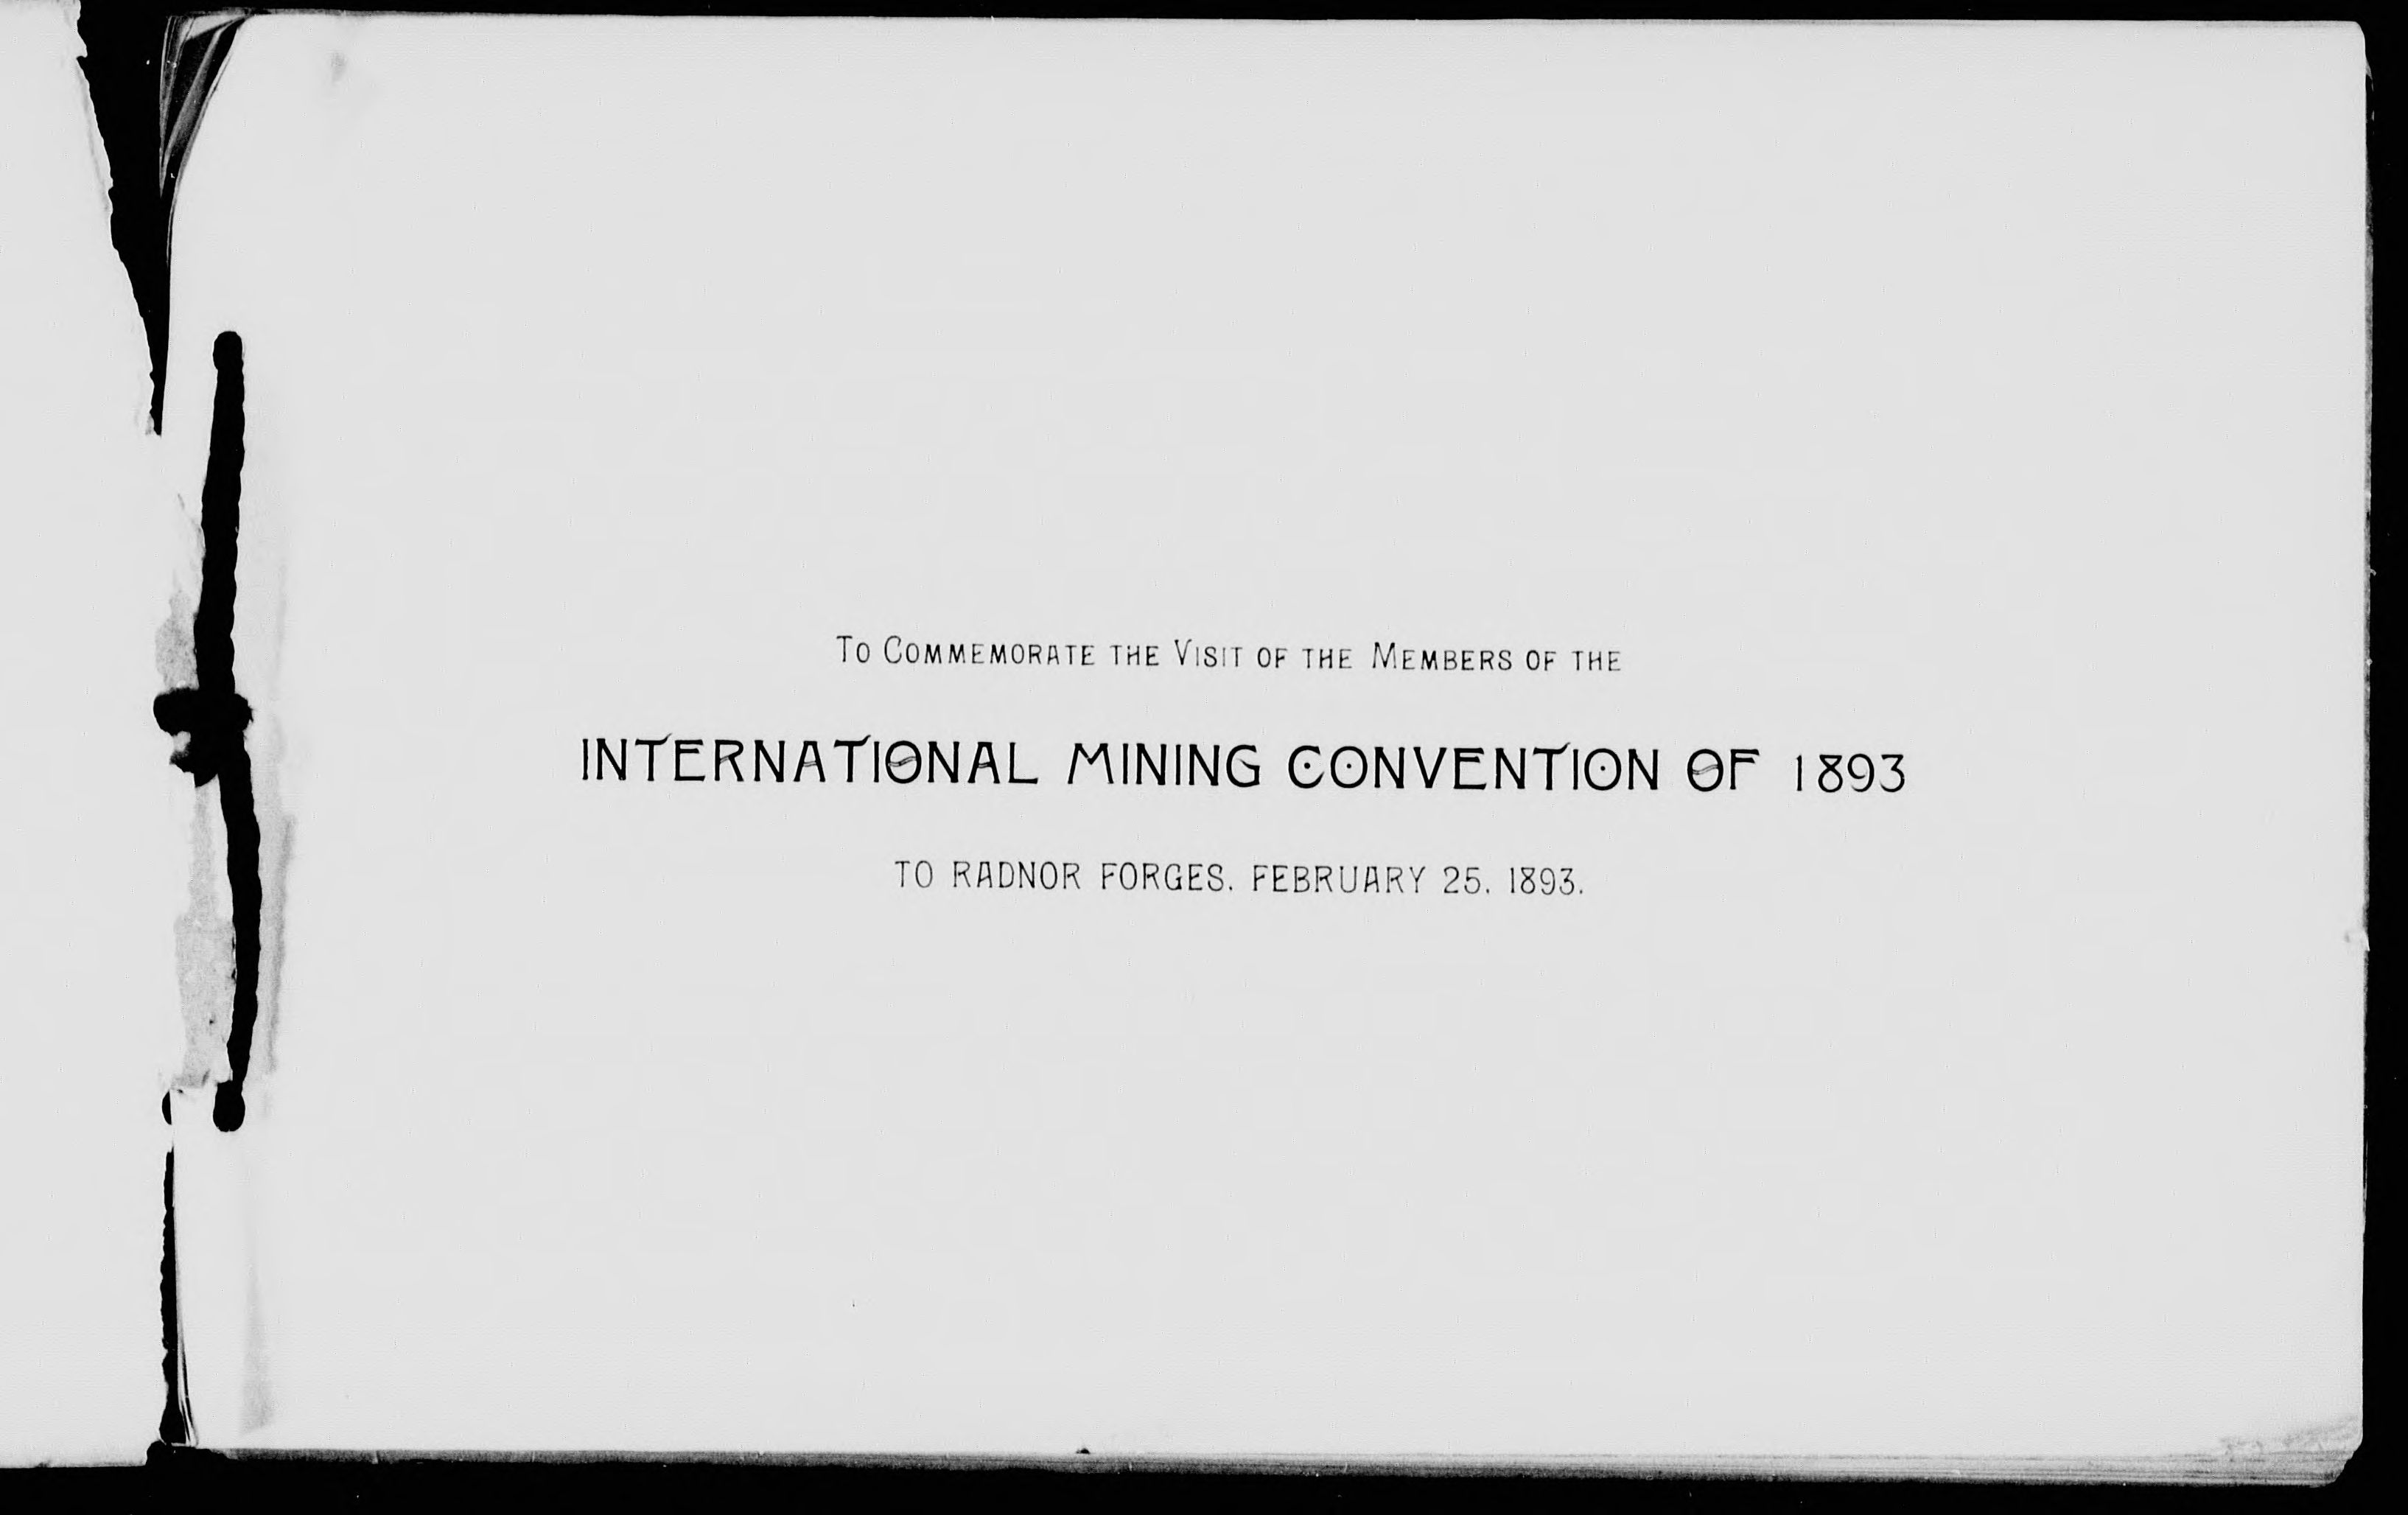 To Commemorate the Visit of the Members of the
INTERNATIONAL MINING CONVENTION OF 1893
TO RADNOR FORGES. FEBRUARY 25. 1893.